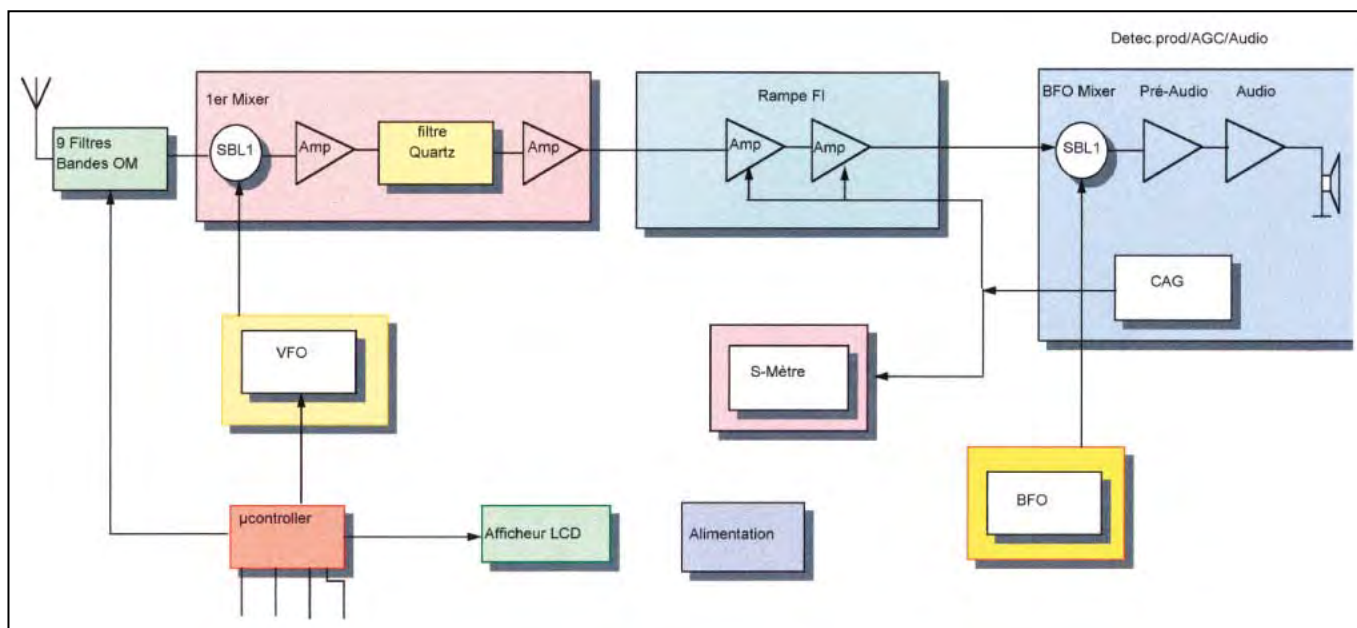 Detec.prod/AGC/Audio
1er Mixer
Rampe FI
BFO Mixer
Pré-Audio
Audio
9 Filtres
Bandes OM
SBL1
Amp
filtre
Quartz
Amp
Amp
Amp
SBL1
CAG
VFO
S-Mètre
BFO
µcontroller
Afficheur LCD
Alimentation